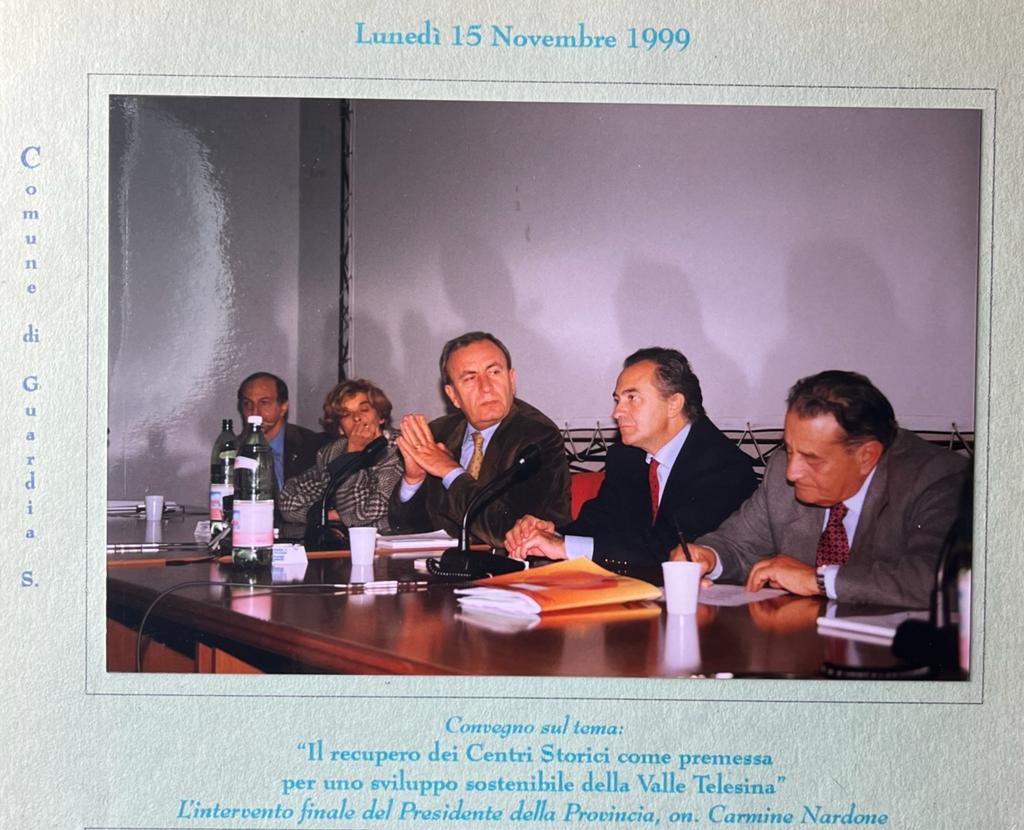 Lunedì 15 Novembre 1999
Comune di Guardia S.
Convegno sul tema:
“Il recupero dei Centri Storici come premessa
per uno sviluppo sostenibile della Valle Telesina”
L'intervento finale del Presidente della Provincia, on. Carmine Nardone